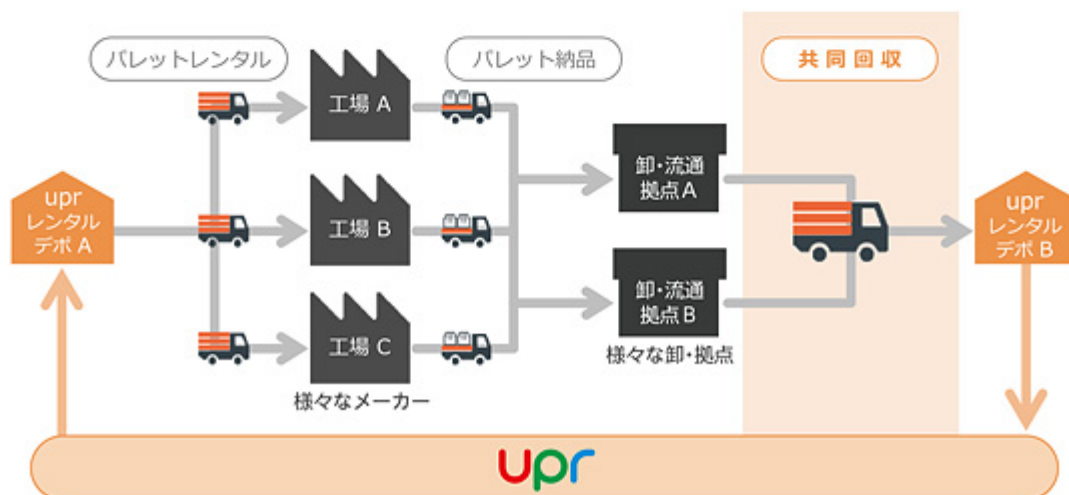 パレットレンタル
パレット納品
共同回収
工場 A
工場 B
工場 C
様々なメーカー
卸・流通
拠点A
卸・流通
拠点B
様々な卸・拠点
upr
レンタル
デポ A
upr
レンタル
デポ B
upr